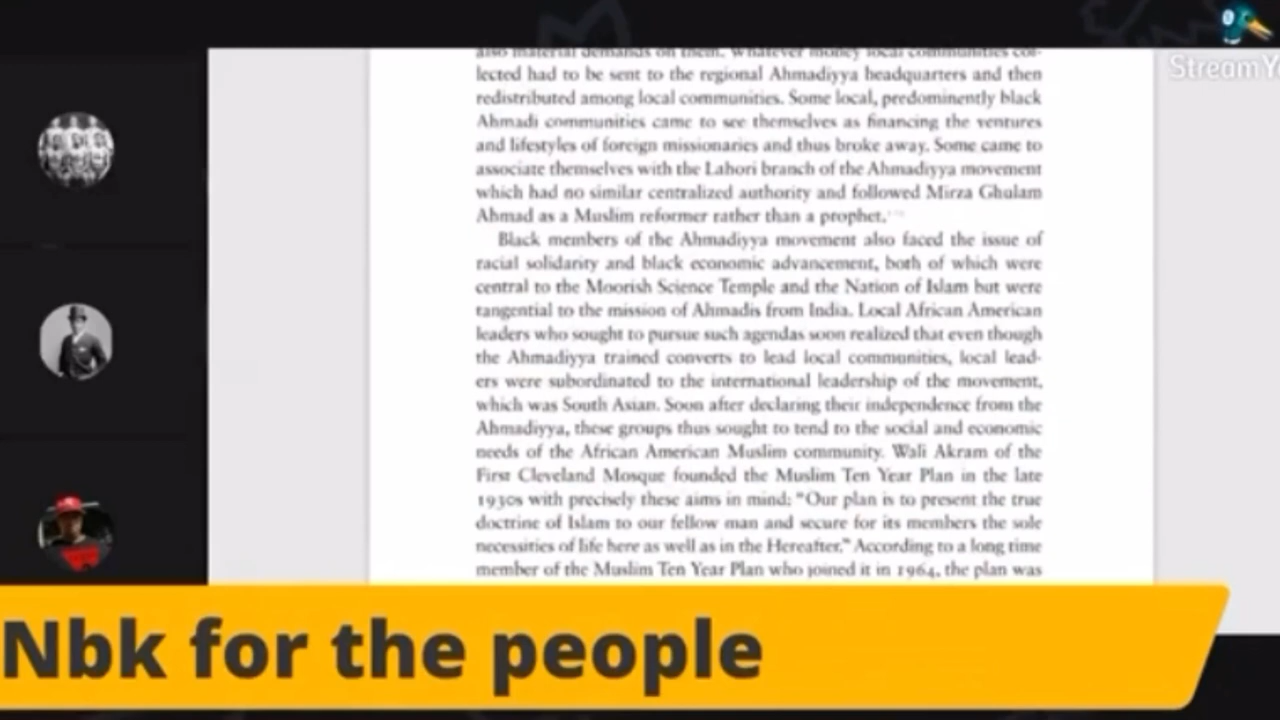 also material demands on them. Whatever money local communities col-
lected had to be sent to the regional Ahmadiyya headquarters and then
redistributed among local communities. Some local, predominently black
Ahmadi communities came to see themselves as financing the ventures
and lifestyles of foreign missionaries and thus broke away. Some came to
associate themselves with the Lahori branch of the Ahmadiyya movement
which had no similar centralized authority and followed Mirza Ghulam
Ahmad as a Muslim reformer rather than a prophet.
Black members of the Ahmadiyya movement also faced the issue of
racial solidarity and black economic advancement, both of which were
central to the Moorish Science Temple and the Nation of Islam but were
tangential to the mission of Ahmadis from India. Local African American
leaders who sought to pursue such agendas soon realized that even though
the Ahmadiyya trained converts to lead local communities, local lead-
ers were subordinated to the international leadership of the movement,
which was South Asian. Soon after declaring their independence from the
Ahmadiyya, these groups thus sought to tend to the social and economic
needs of the African American Muslim community. Wali Akram of the
First Cleveland Mosque founded the Muslim Ten Year Plan in the late
1930s with precisely these aims in mind: "Our plan is to present the true
doctrine of Islam to our fellow man and secure for its members the sole
necessities of life here as well as in the Hereafter." According to a long time
member of the Muslim Ten Year Plan who joined it in 1964, the plan was
StreamY
Nbk for the people